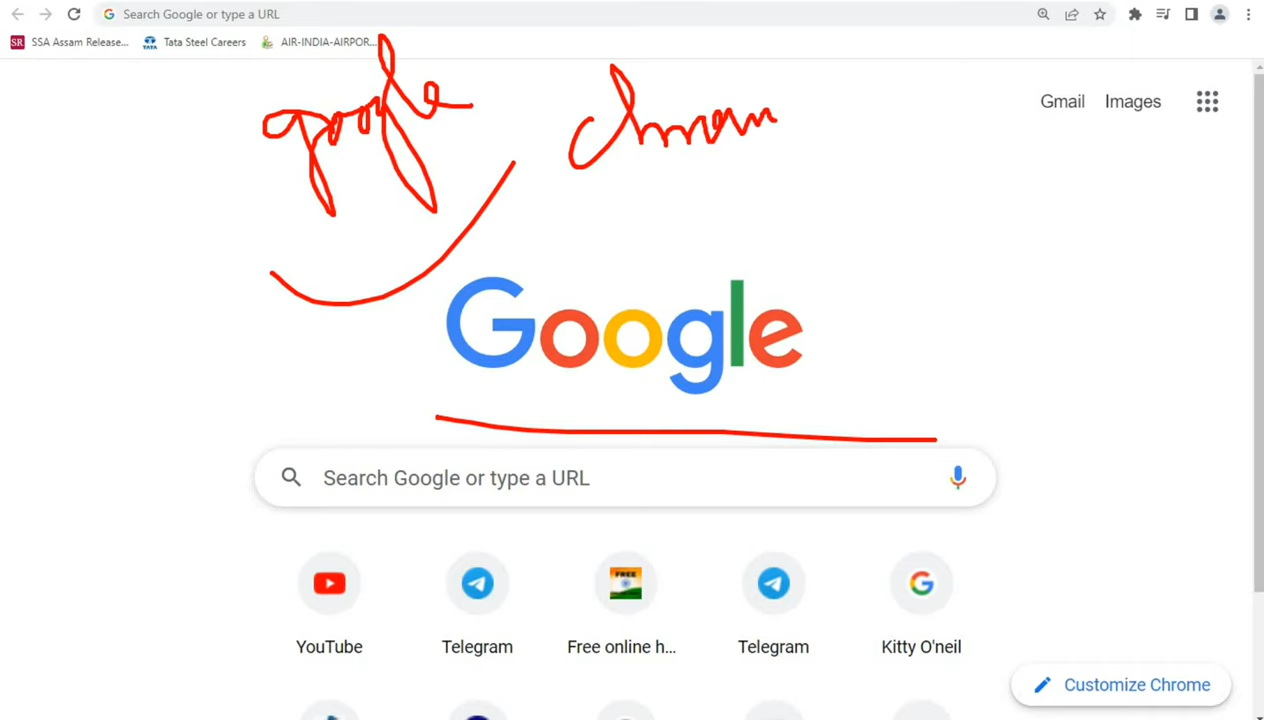 Search Google or type a URL
SSA Assam Release... Tata Steel Careers AIR-INDIA-AIRPOR...
google chrom
Gmail Images
Google
Search Google or type a URL
YouTube Telegram Free online h... Telegram Kitty O'neil
Customize Chrome